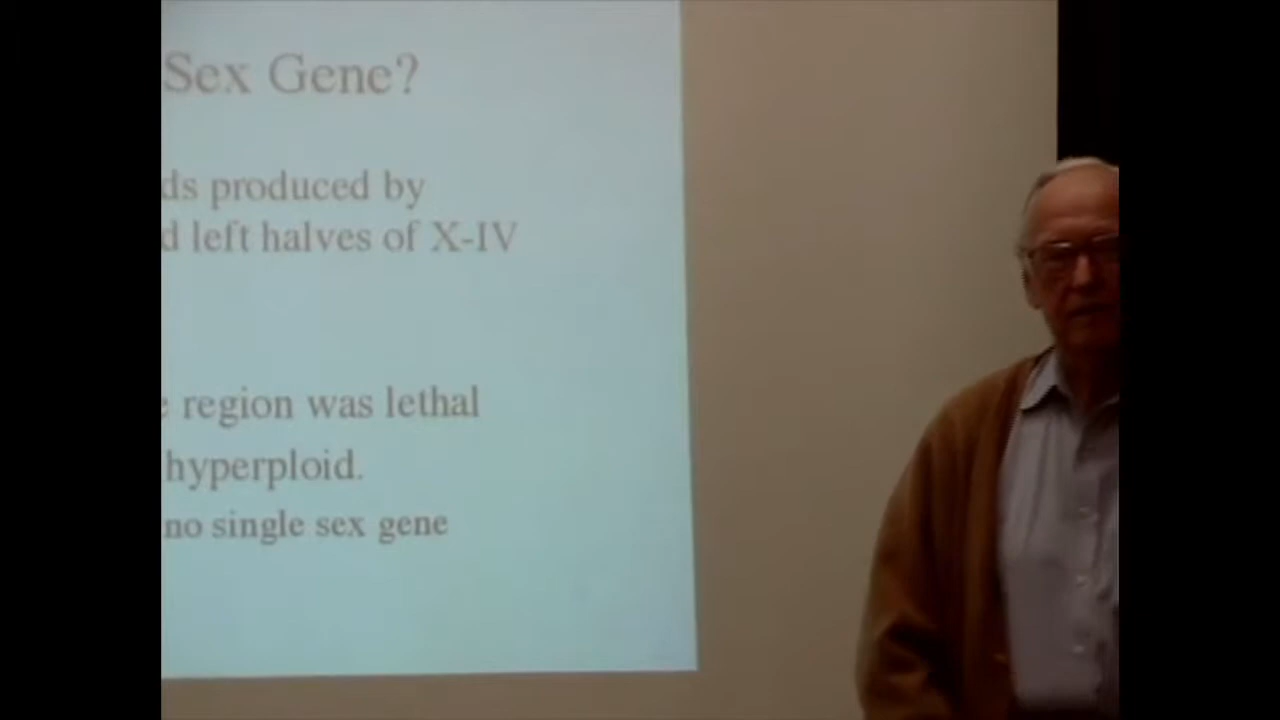 Sex Gene?
ds produced by
d left halves of X-IV
e region was lethal
hyperploid.
no single sex gene